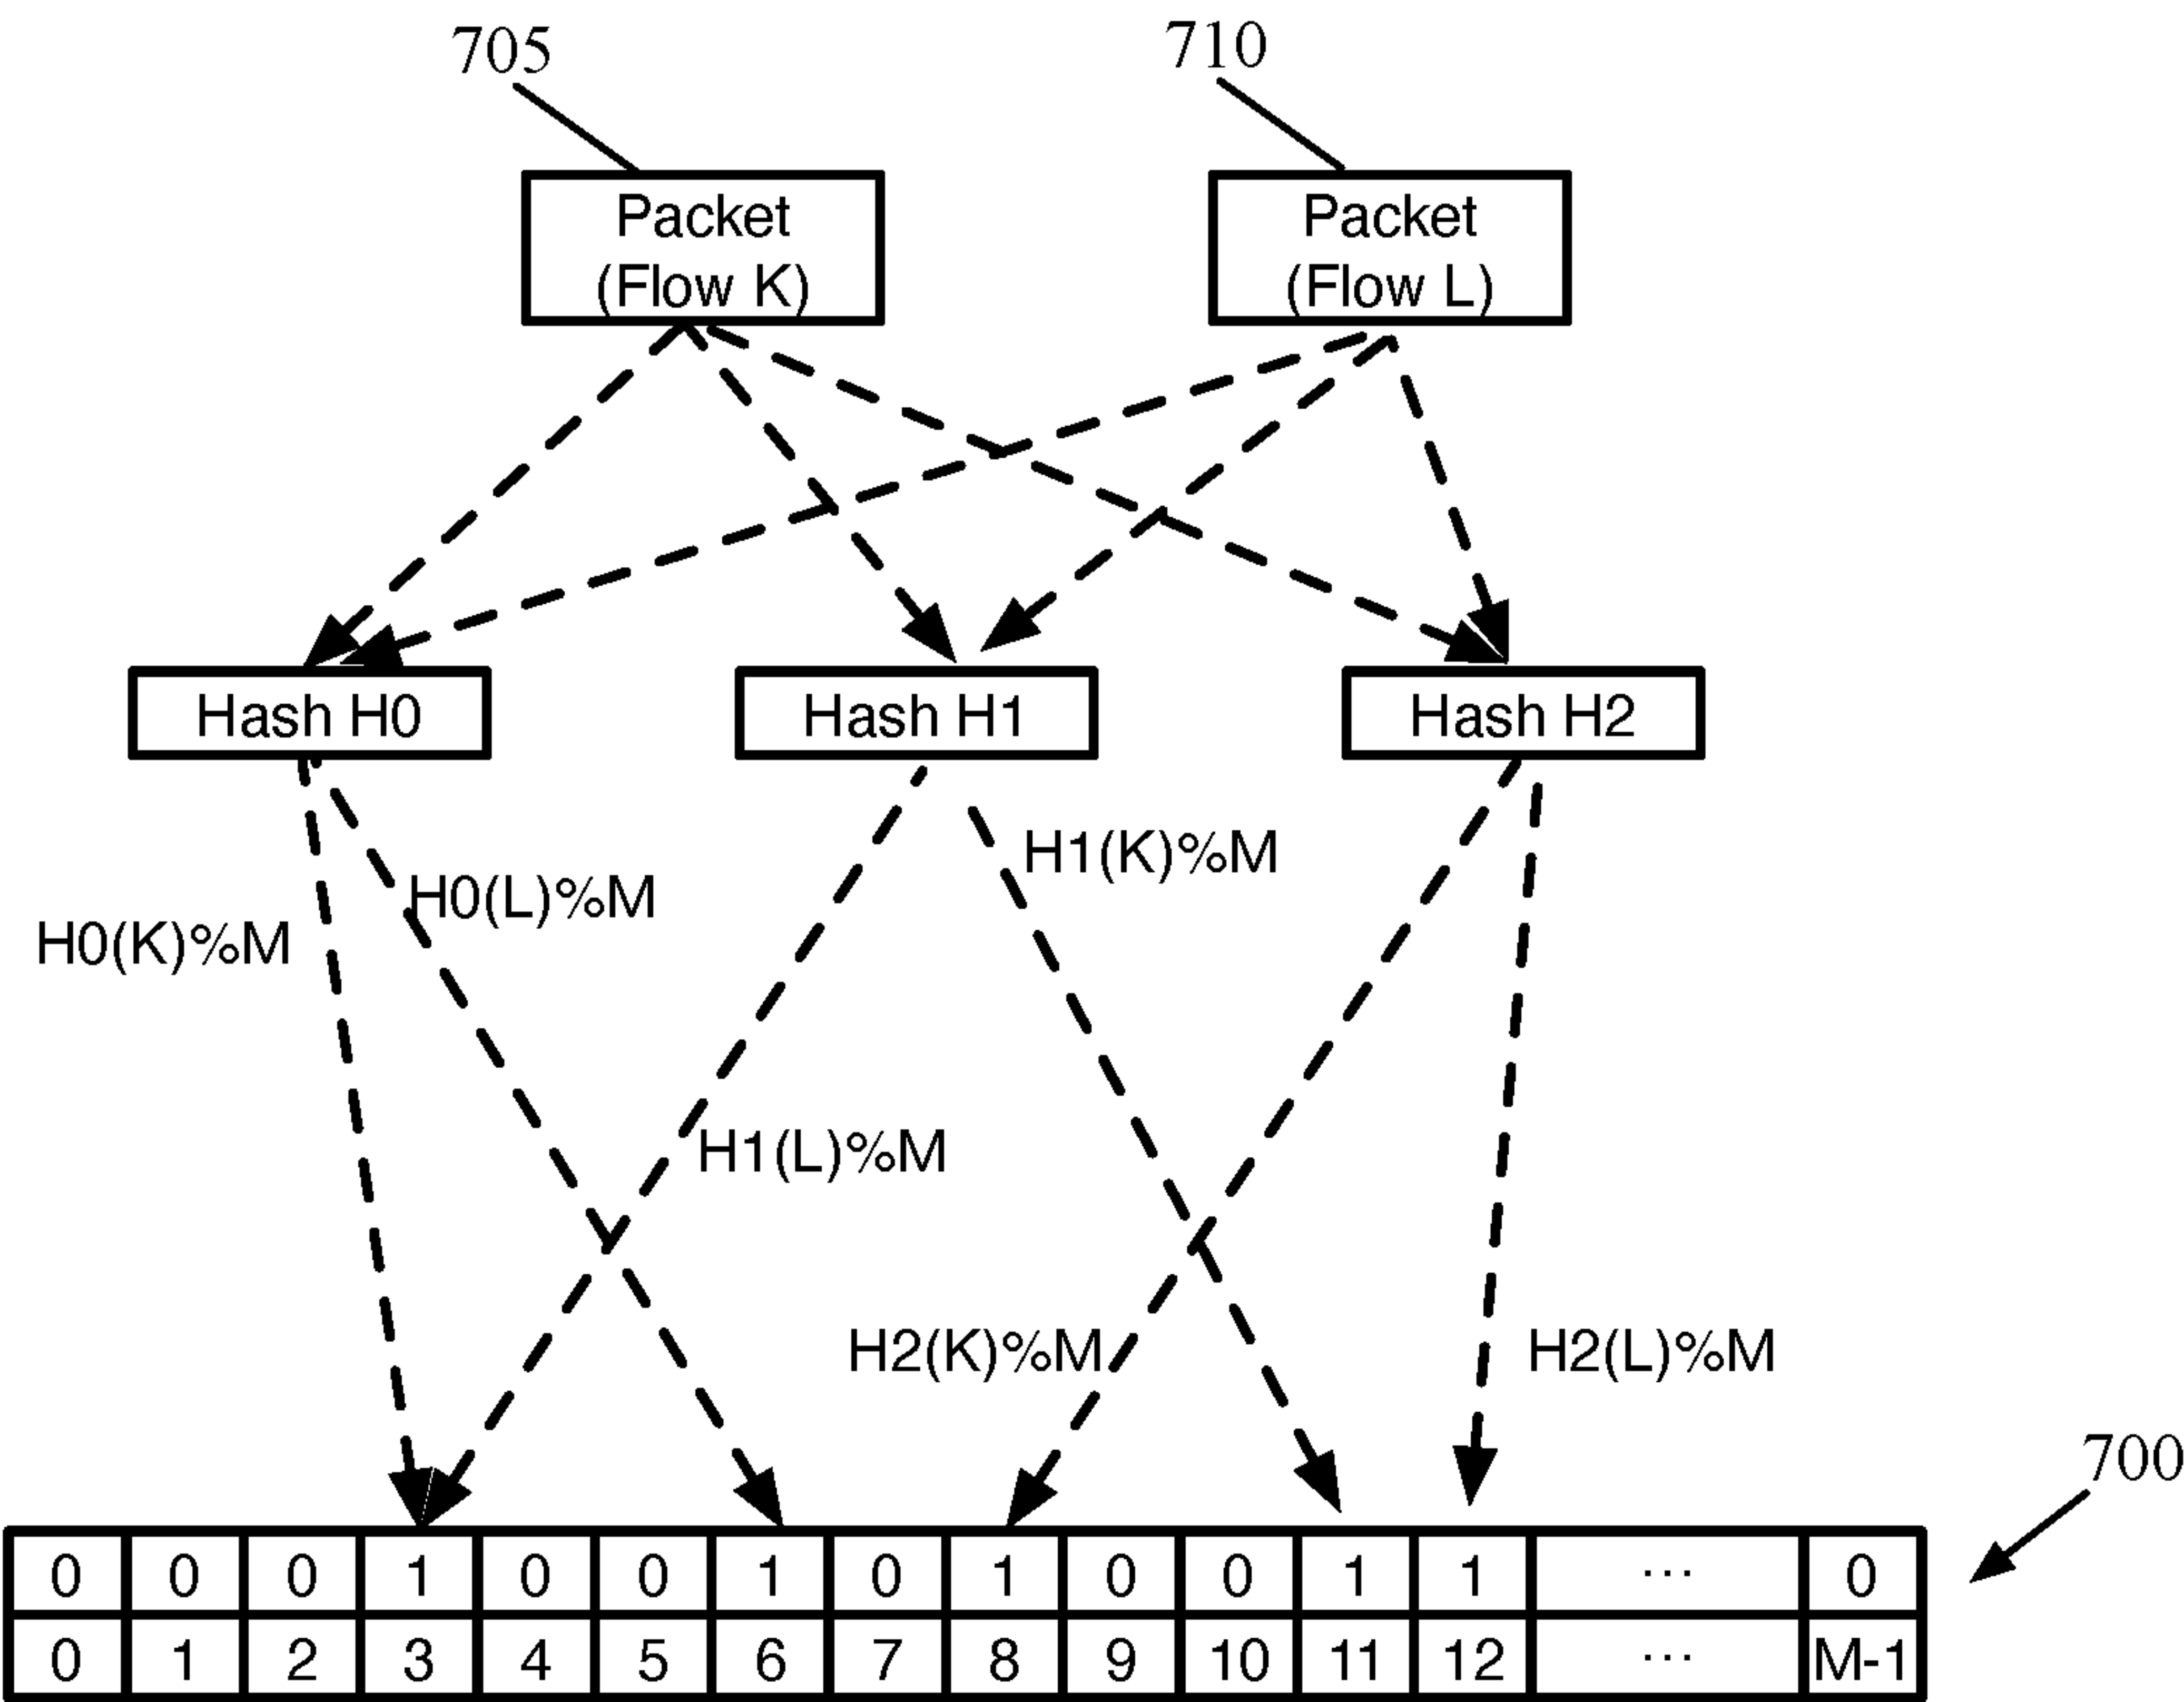 705
710
Packet
(Flow K)
Packet
(Flow L)
Hash H0
Hash H1
Hash H2
H1(K)%M
H0(L)%M
H0(K)%M
H1(L)%M
H2(K)%M
H2(L)%M
700
0 0 0 1 0 0 1 0 1 0 0 1 1 ... 0
0 1 2 3 4 5 6 7 8 9 10 11 12 ... M-1